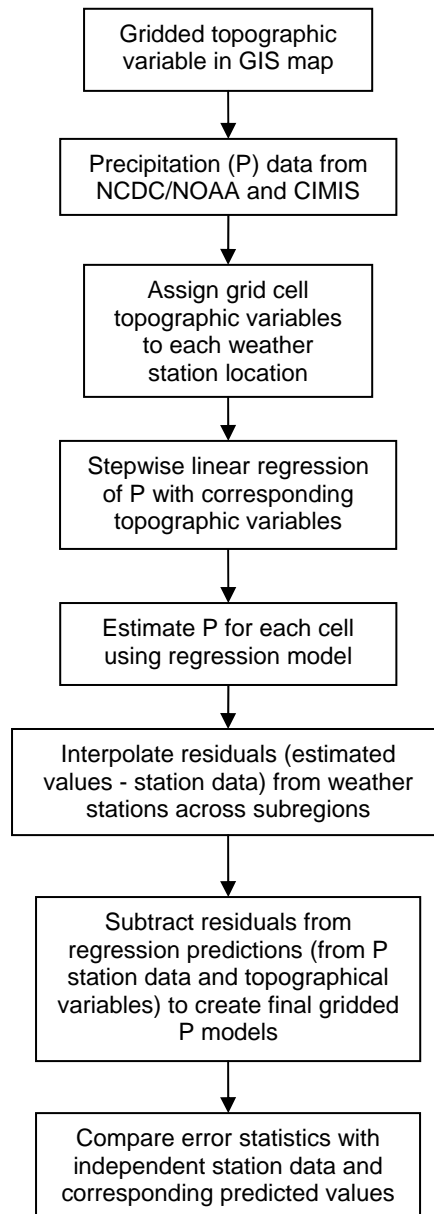 Gridded topographic
variable in GIS map
Precipitation (P) data from
NCDC/NOAA and CIMIS
Assign grid cell
topographic variables
to each weather
station location
Stepwise linear regression
of P with corresponding
topographic variables
Estimate P for each cell
using regression model
Interpolate residuals (estimated
values - station data) from weather
stations across subregions
Subtract residuals from
regression predictions (from P
station data and topographical
variables) to create final gridded
P models
Compare error statistics with
independent station data and
corresponding predicted values